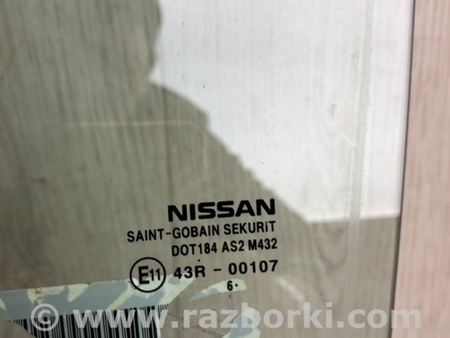 NISSAN
SAINT-GOBAIN SEKURIT
DOT184 AS2 M432
E11 43R - 00107
6.
© www.razborki.com